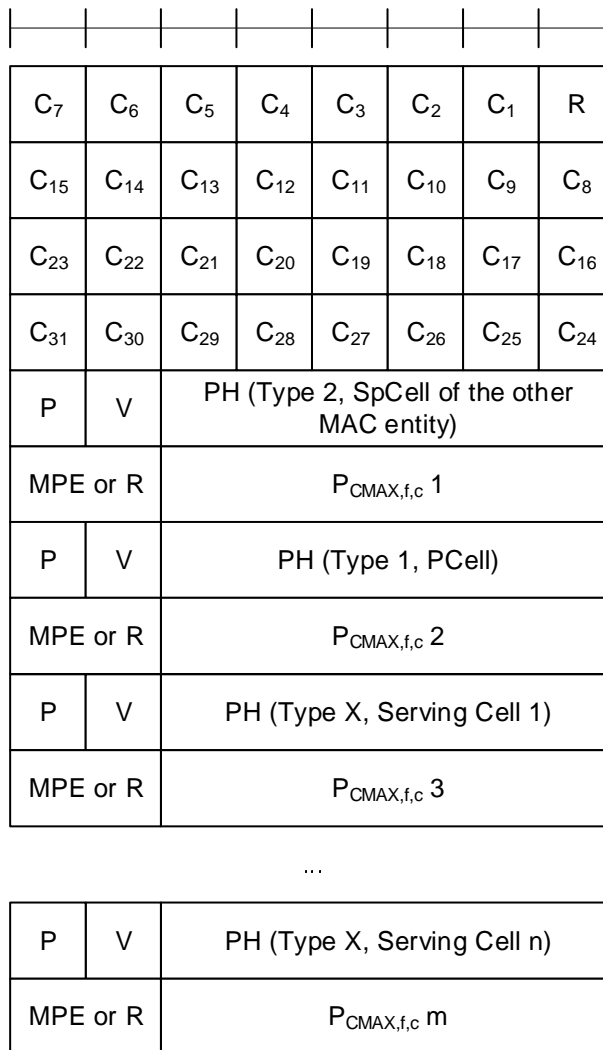 C7 C6 C5 C4 C3 C2 C1 R
C15 C14 C13 C12 C11 C10 C9 C8
C23 C22 C21 C20 C19 C18 C17 C16
C31 C30 C29 C28 C27 C26 C25 C24
P V PH (Type 2, SpCell of the other
MAC entity)
MPE or R PCMAX,f,c 1
P V PH (Type 1, PCell)
MPE or R PCMAX,f,c 2
P V PH (Type X, Serving Cell 1)
MPE or R PCMAX,f,c 3
...
P V PH (Type X, Serving Cell n)
MPE or R PCMAX,f,c m